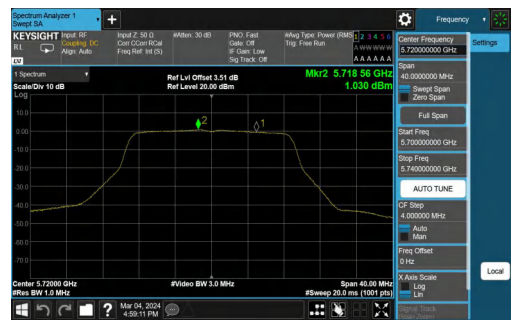 Spectrum Analyzer 1
Swept SA
Frequency
KEYSIGHT
RL
Input: RF
Coupling: DC
Align: Auto
Input Z: 50 Ω
Corr CCorr RCal
Freq Ref: Int (S)
#Atten: 30 dB
PNO: Fast
Gate: Off
IF Gain: Low
Sig Track: Off
#Avg Type: Power (RMS
Trig: Free Run
1 2 3 4 5 6
A W W W W W
A A A A A A
1 Spectrum
Scale/Div 10 dB
Log
Ref Lvl Offset 3.51 dB
Ref Level 20.00 dBm
Mkr2 5.718 56 GHz
1.030 dBm
10.0
0.00
-10.0
-20.0
-30.0
-40.0
-50.0
-60.0
-70.0
2
1
Center 5.72000 GHz
#Res BW 1.0 MHz
#Video BW 3.0 MHz
Span 40.00 MHz
#Sweep 20.0 ms (1001 pts)
Center Frequency
5.720000000 GHz
Settings
Span
40.0000000 MHz
Swept Span
Zero Span
Full Span
Start Freq
5.700000000 GHz
Stop Freq
5.740000000 GHz
AUTO TUNE
CF Step
4.000000 MHz
Auto
Man
Freq Offset
0 Hz
X Axis Scale
Log
Lin
Signal Track
Local
Mar 04, 2024
4:59:11 PM